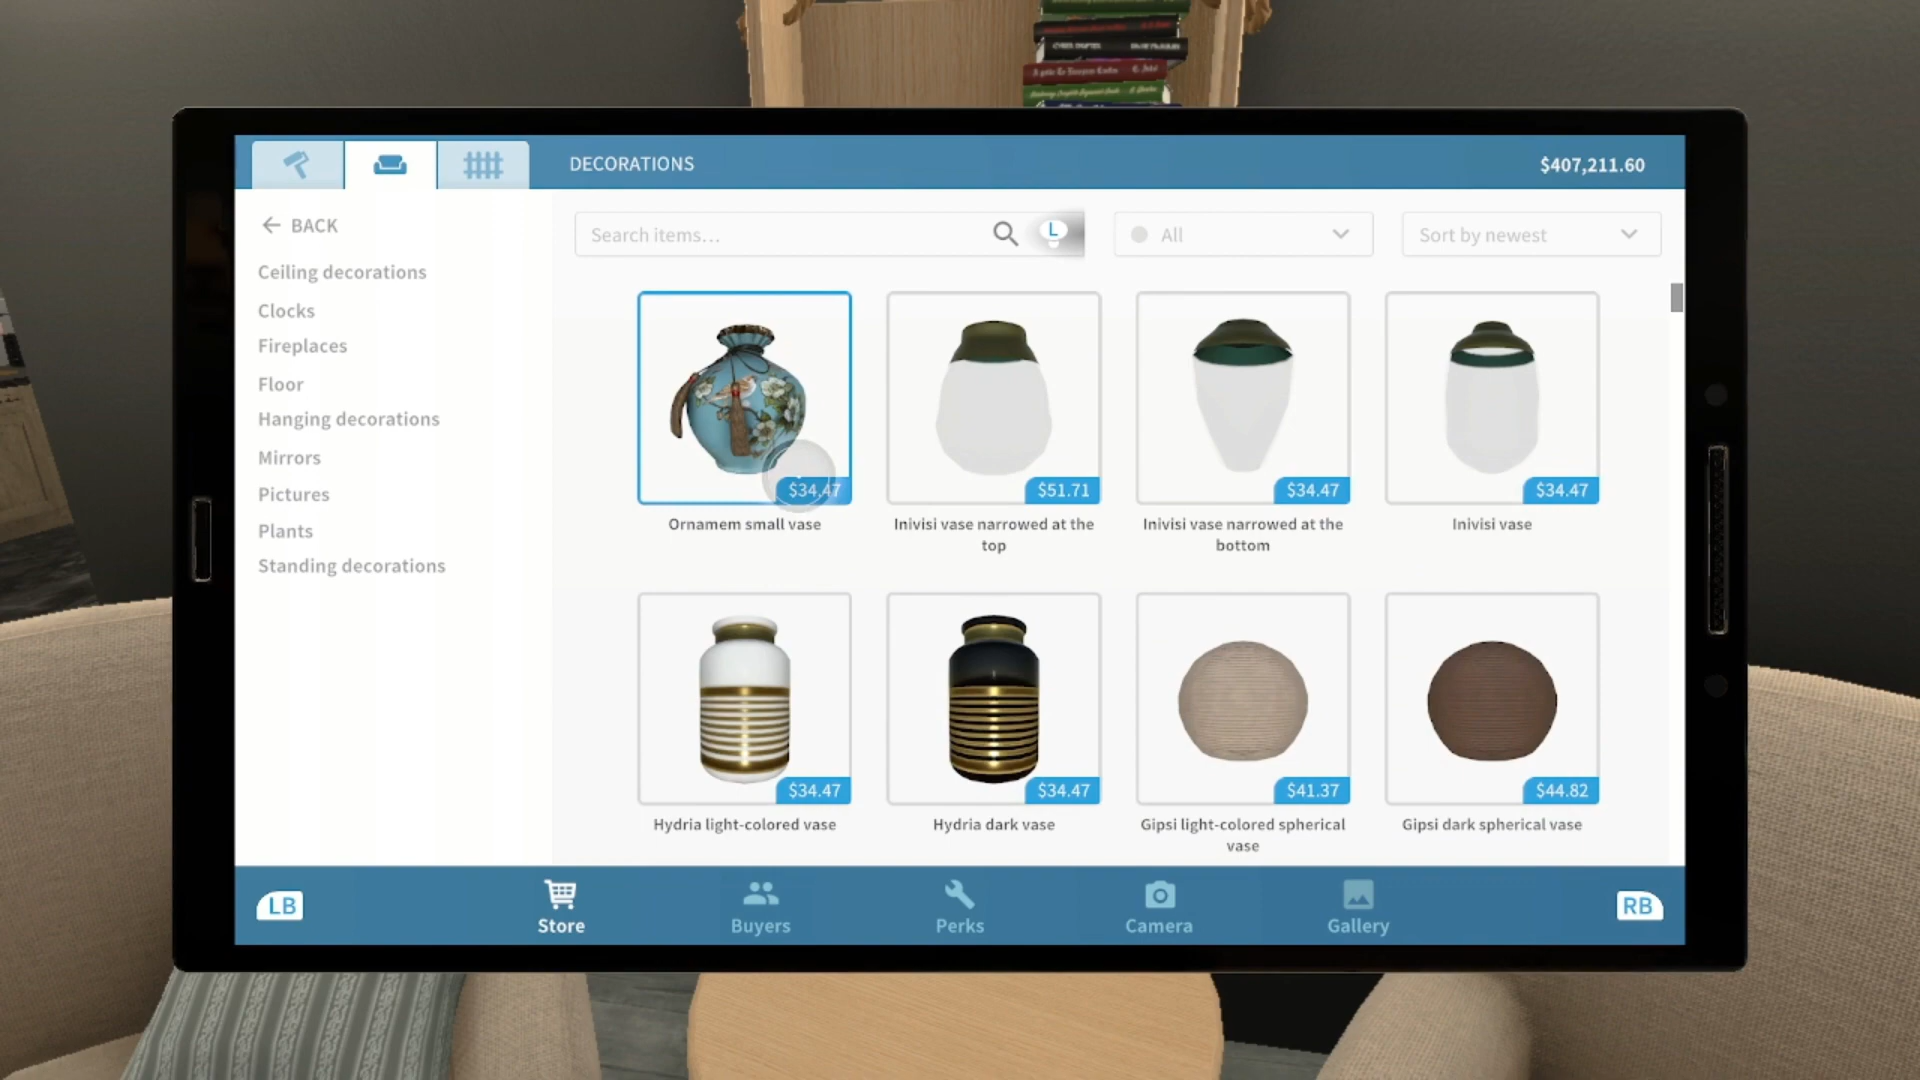 DECORATIONS
$407,211.60
BACK
Search items...
L
All
Sort by newest
Ceiling decorations
Clocks
Fireplaces
Floor
Hanging decorations
Mirrors
Pictures
Plants
Standing decorations
$34.47
$51.71
$34.47
$34.47
Ornamem small vase
Inivisi vase narrowed at the
top
Inivisi vase narrowed at the
bottom
Inivisi vase
$34.47
$34.47
$41.37
$44.82
Hydria light-colored vase
Hydria dark vase
Gipsi light-colored spherical
vase
Gipsi dark spherical vase
LB
Store
Buyers
Perks
Camera
Gallery
RB